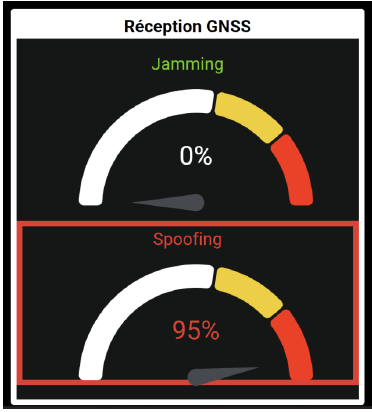 Réception GNSS
Jamming
0%
Spoofing
95%